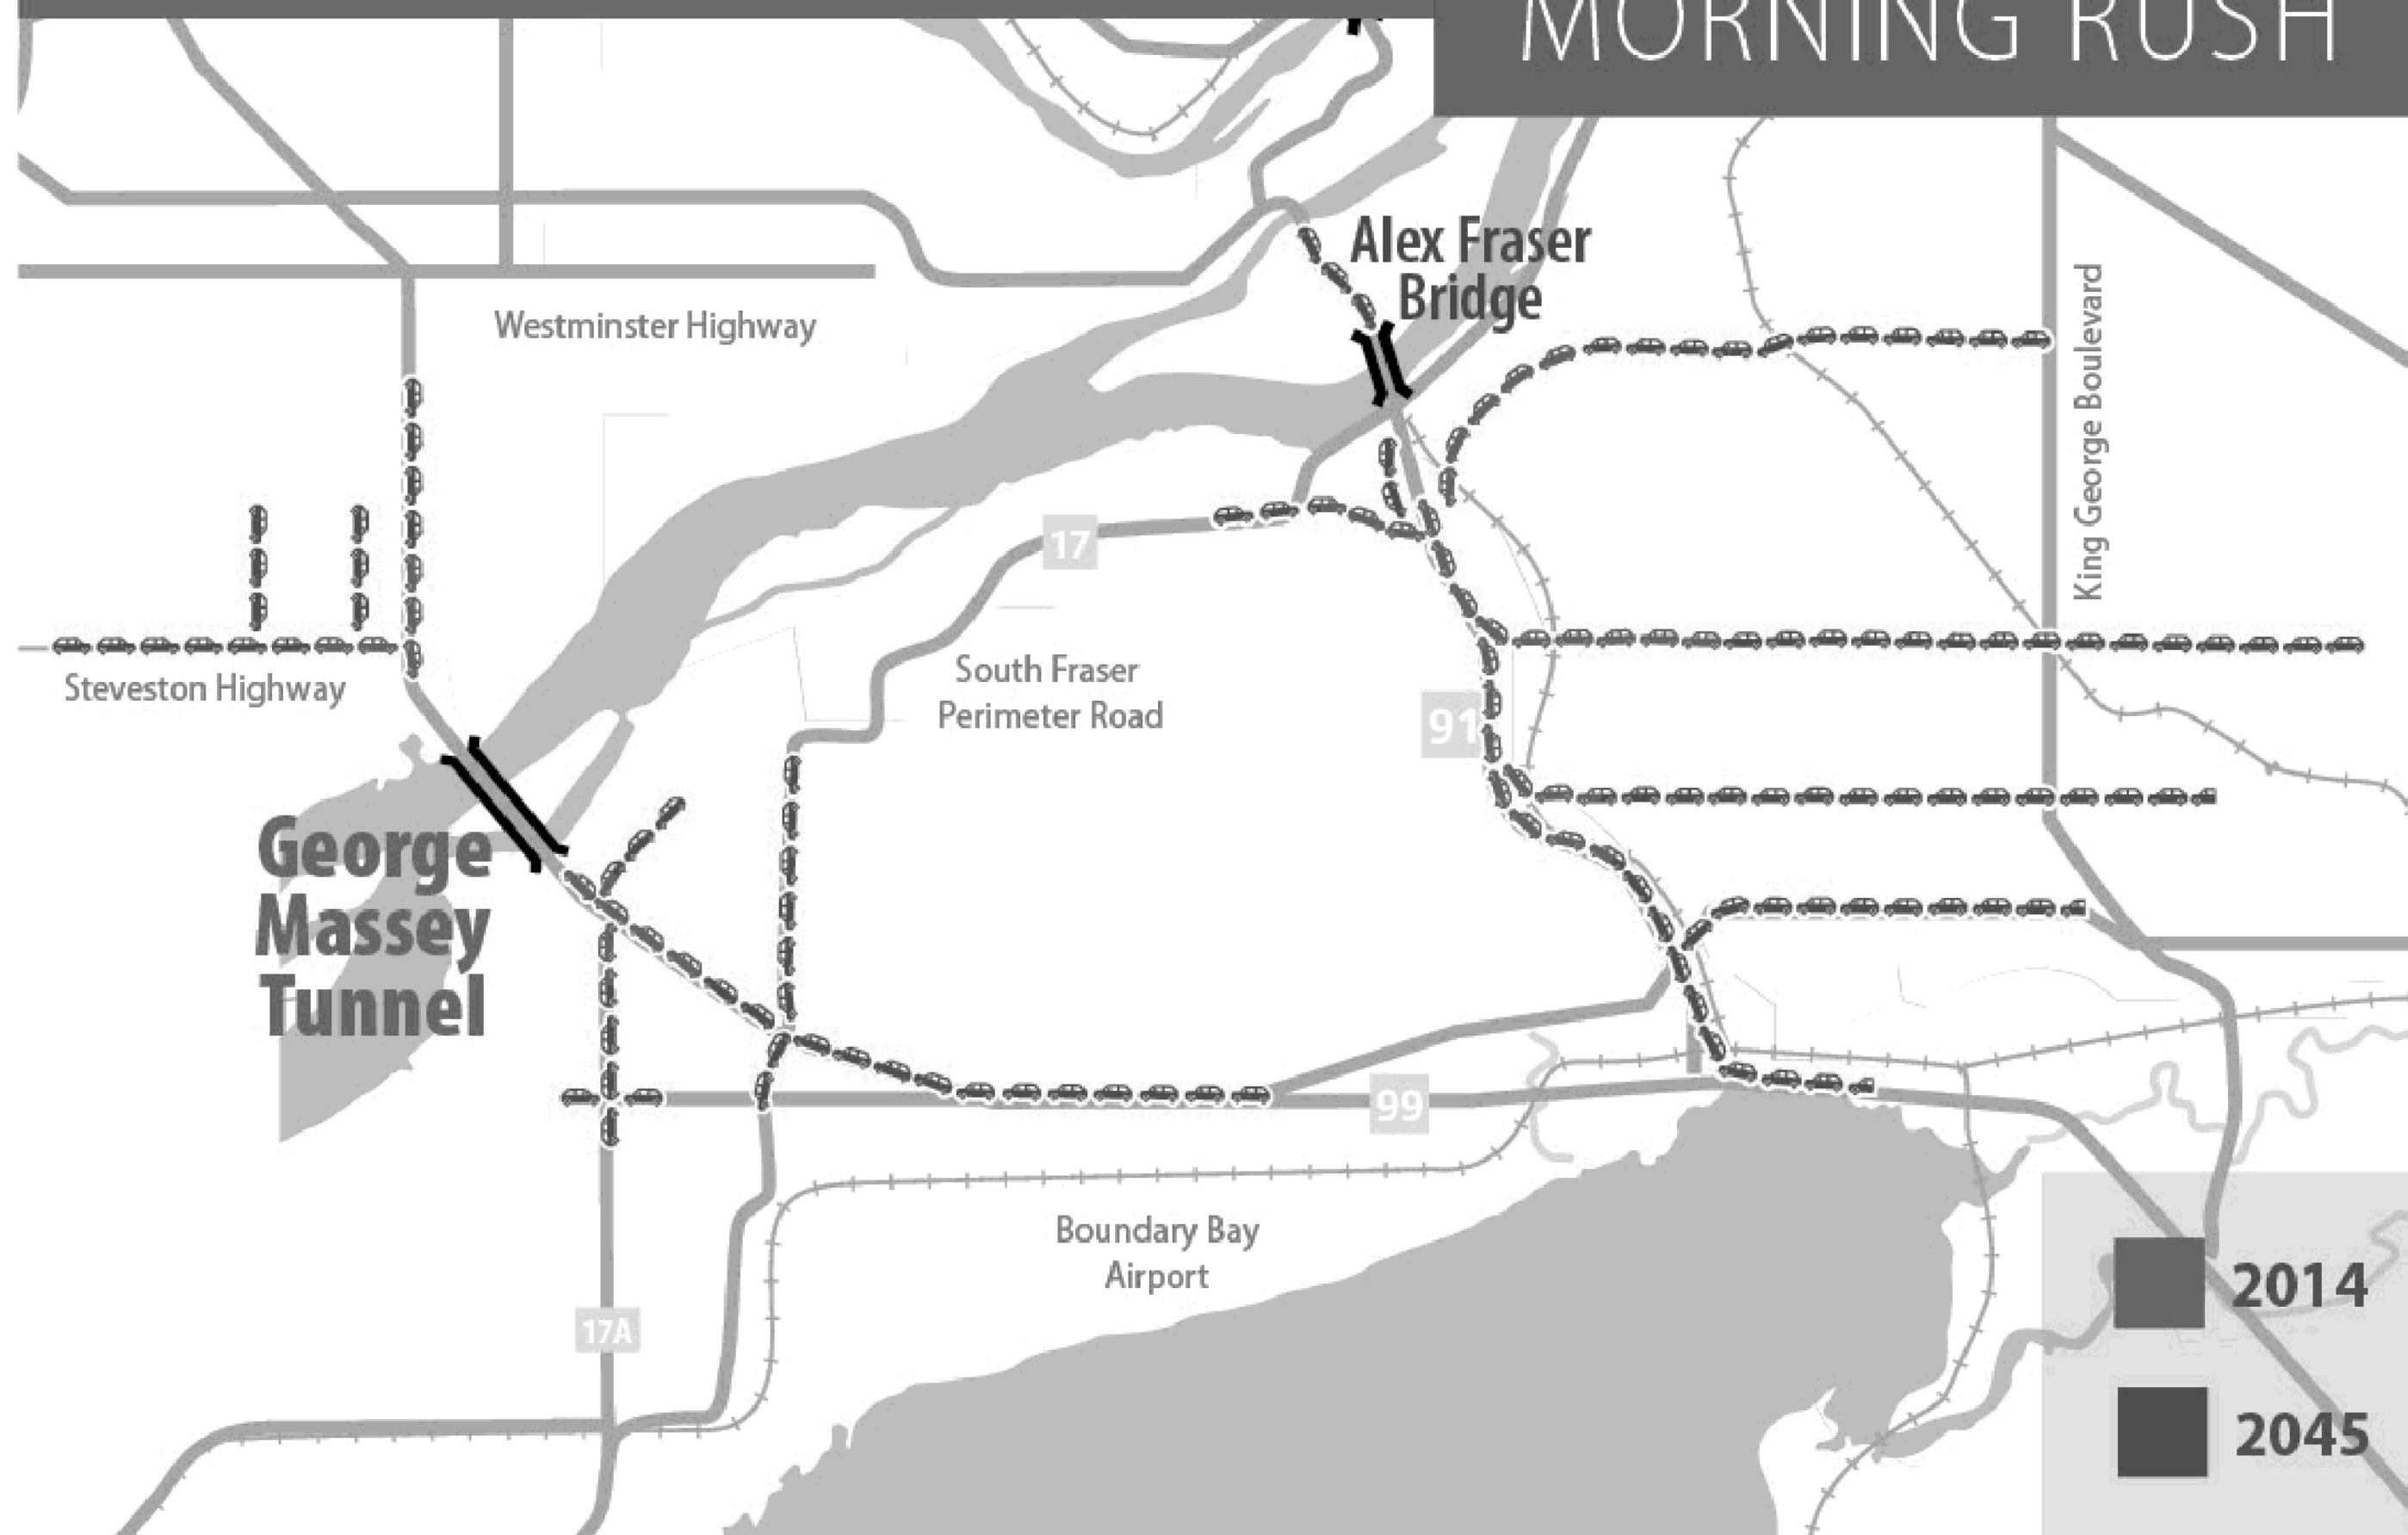 MORNING RUSH
Alex Fraser
Bridge
Westminster Highway
King George Boulevard
17
Steveston Highway
South Fraser
Perimeter Road
91
George
Massey
Tunnel
99
Boundary Bay
Airport
17A
2014
2045